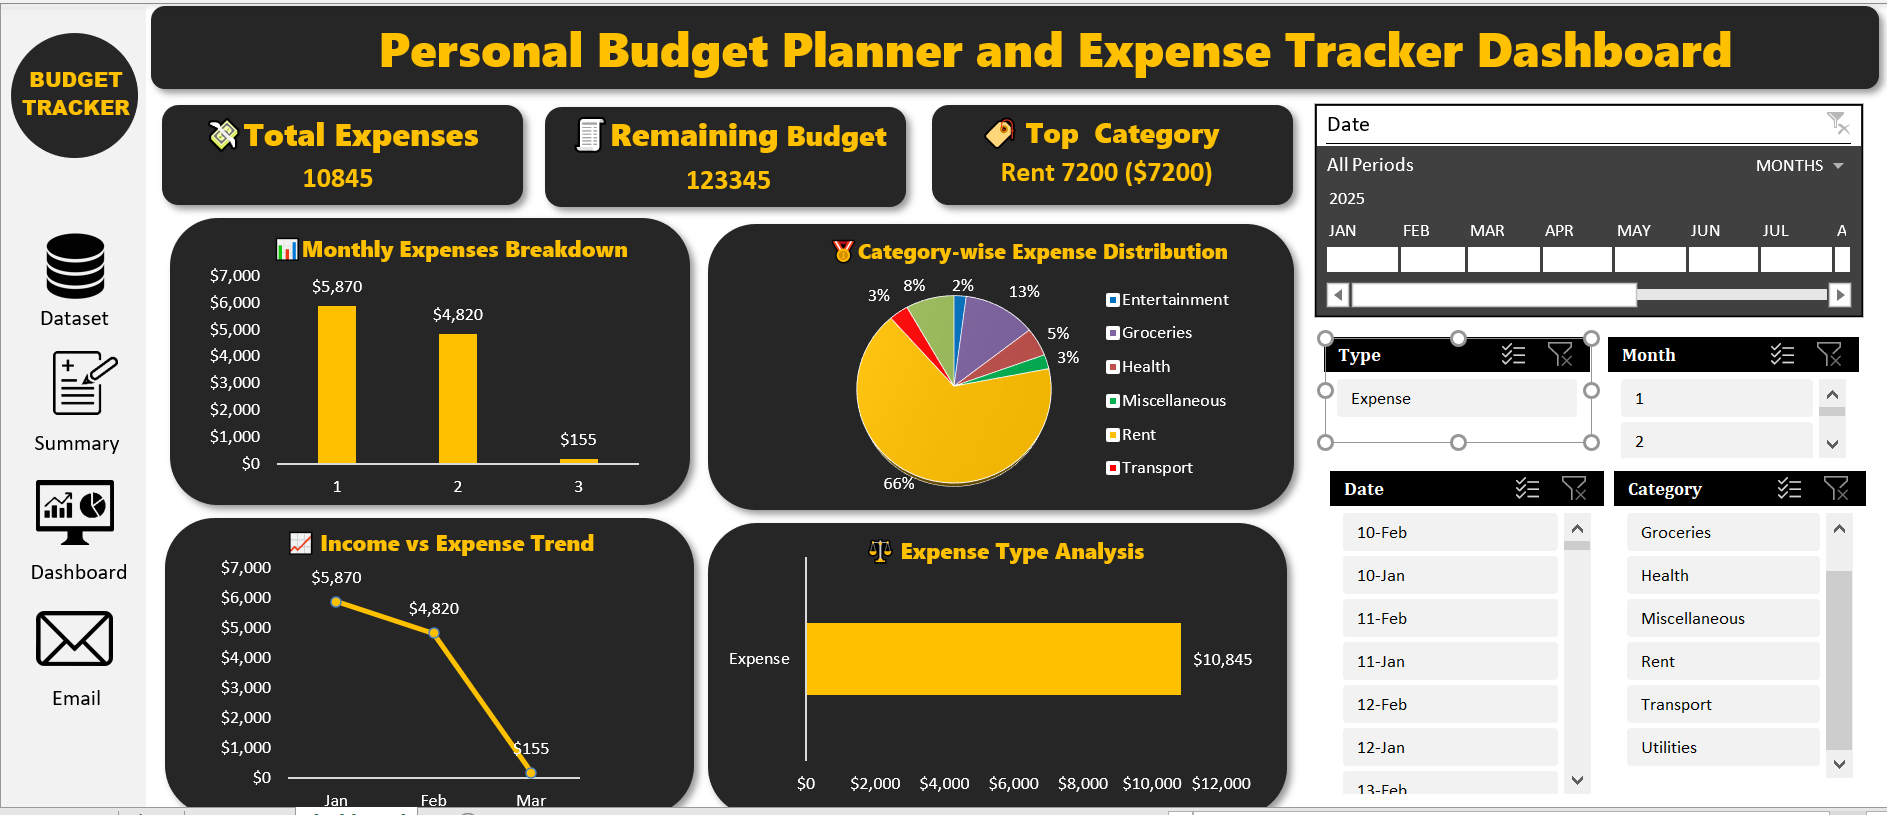 BUDGET
TRACKER
Dataset
Summary
Dashboard
Email
Personal Budget Planner and Expense Tracker Dashboard
Total Expenses
10845
Remaining Budget
123345
Top Category
Rent 7200 ($7200)
Monthly Expenses Breakdown
$7,000
$6,000
$5,000
$4,000
$3,000
$2,000
$1,000
$0
$5,870
$4,820
$155
1 2 3
Category-wise Expense Distribution
3% 8% 2% 13%
5%
3%
66%
Entertainment
Groceries
Health
Miscellaneous
Rent
Transport
Income vs Expense Trend
$7,000
$6,000
$5,000
$4,000
$3,000
$2,000
$1,000
$0
$5,870
$4,820
$155
Jan Feb Mar
Expense Type Analysis
Expense
$10,845
$0 $2,000 $4,000 $6,000 $8,000 $10,000 $12,000
Date
All Periods MONTHS
2025
JAN FEB MAR APR MAY JUN JUL A
Type
Expense
Month
1
2
Date
10-Feb
10-Jan
11-Feb
11-Jan
12-Feb
12-Jan
13-Feb
Category
Groceries
Health
Miscellaneous
Rent
Transport
Utilities